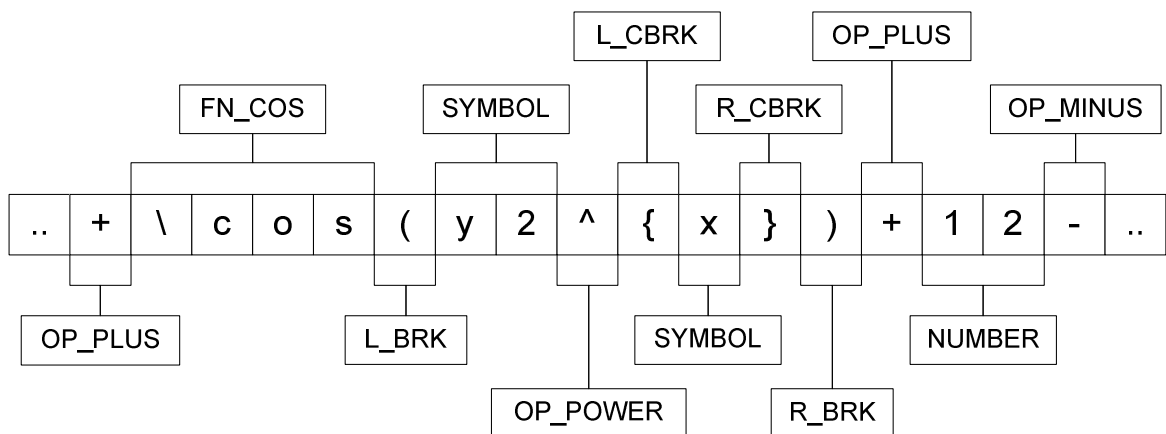 L_CBRK OP_PLUS
FN_COS SYMBOL R_CBRK OP_MINUS
.. + \ c o s ( y 2 ^ { x } ) + 1 2 - ..
OP_PLUS L_BRK SYMBOL NUMBER
OP_POWER R_BRK